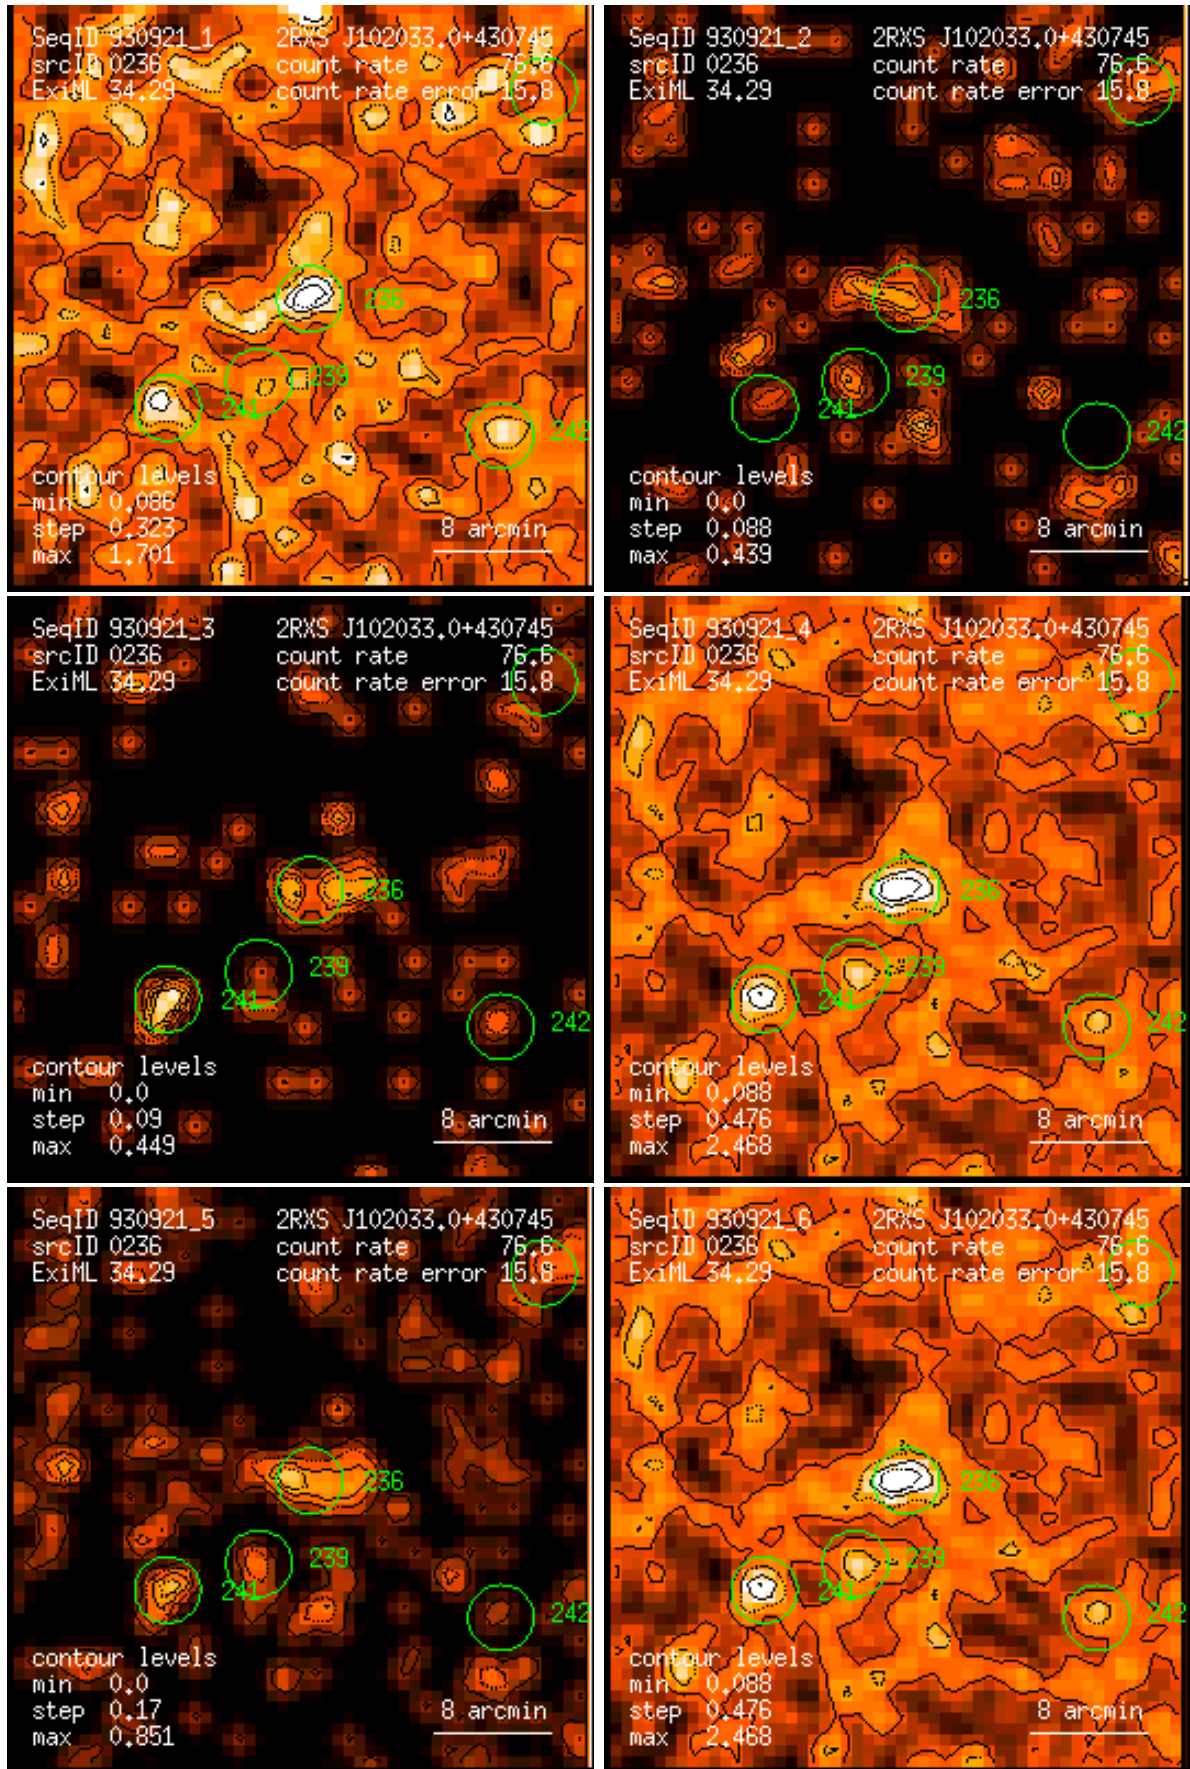 SeqID 930921_1 2RXS J102033.0+430745
srcID 0236 count rate 76.6
ExiML 34.29 count rate error 15.8
236
239
241
242
contour levels
min 0.086
step 0.323 8 arcmin
max 1.701
SeqID 930921_2 2RXS J102033.0+430745
srcID 0236 count rate 76.6
ExiML 34.29 count rate error 15.8
236
239
241
242
contour levels
min 0.0
step 0.088 8 arcmin
max 0.439
SeqID 930921_3 2RXS J102033.0+430745
srcID 0236 count rate 76.6
ExiML 34.29 count rate error 15.8
236
239
241
242
contour levels
min 0.0
step 0.09 8 arcmin
max 0.449
SeqID 930921_4 2RXS J102033.0+430745
srcID 0236 count rate 76.6
ExiML 34.29 count rate error 15.8
236
239
241
242
contour levels
min 0.088
step 0.476 8 arcmin
max 2.468
SeqID 930921_5 2RXS J102033.0+430745
srcID 0236 count rate 76.6
ExiML 34.29 count rate error 15.8
236
239
241
242
contour levels
min 0.0
step 0.17 8 arcmin
max 0.851
SeqID 930921_6 2RXS J102033.0+430745
srcID 0236 count rate 76.6
ExiML 34.29 count rate error 15.8
236
239
241
242
contour levels
min 0.088
step 0.476 8 arcmin
max 2.468